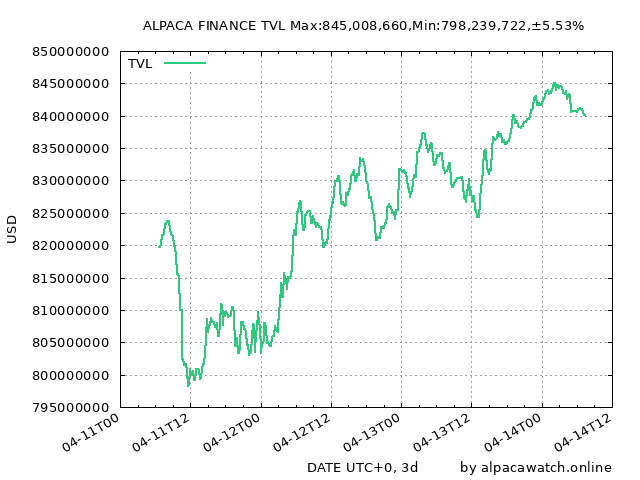 ALPACA FINANCE TVL Max:845,008,660,Min:798,239,722,±5.53%
TVL
850000000
845000000
840000000
835000000
830000000
825000000
820000000
815000000
810000000
805000000
800000000
795000000
USD
04-11T00
04-11T12
04-12T00
04-12T12
04-13T00
04-13T12
04-14T00
04-14T12
DATE UTC+0, 3d
by alpacawatch.online